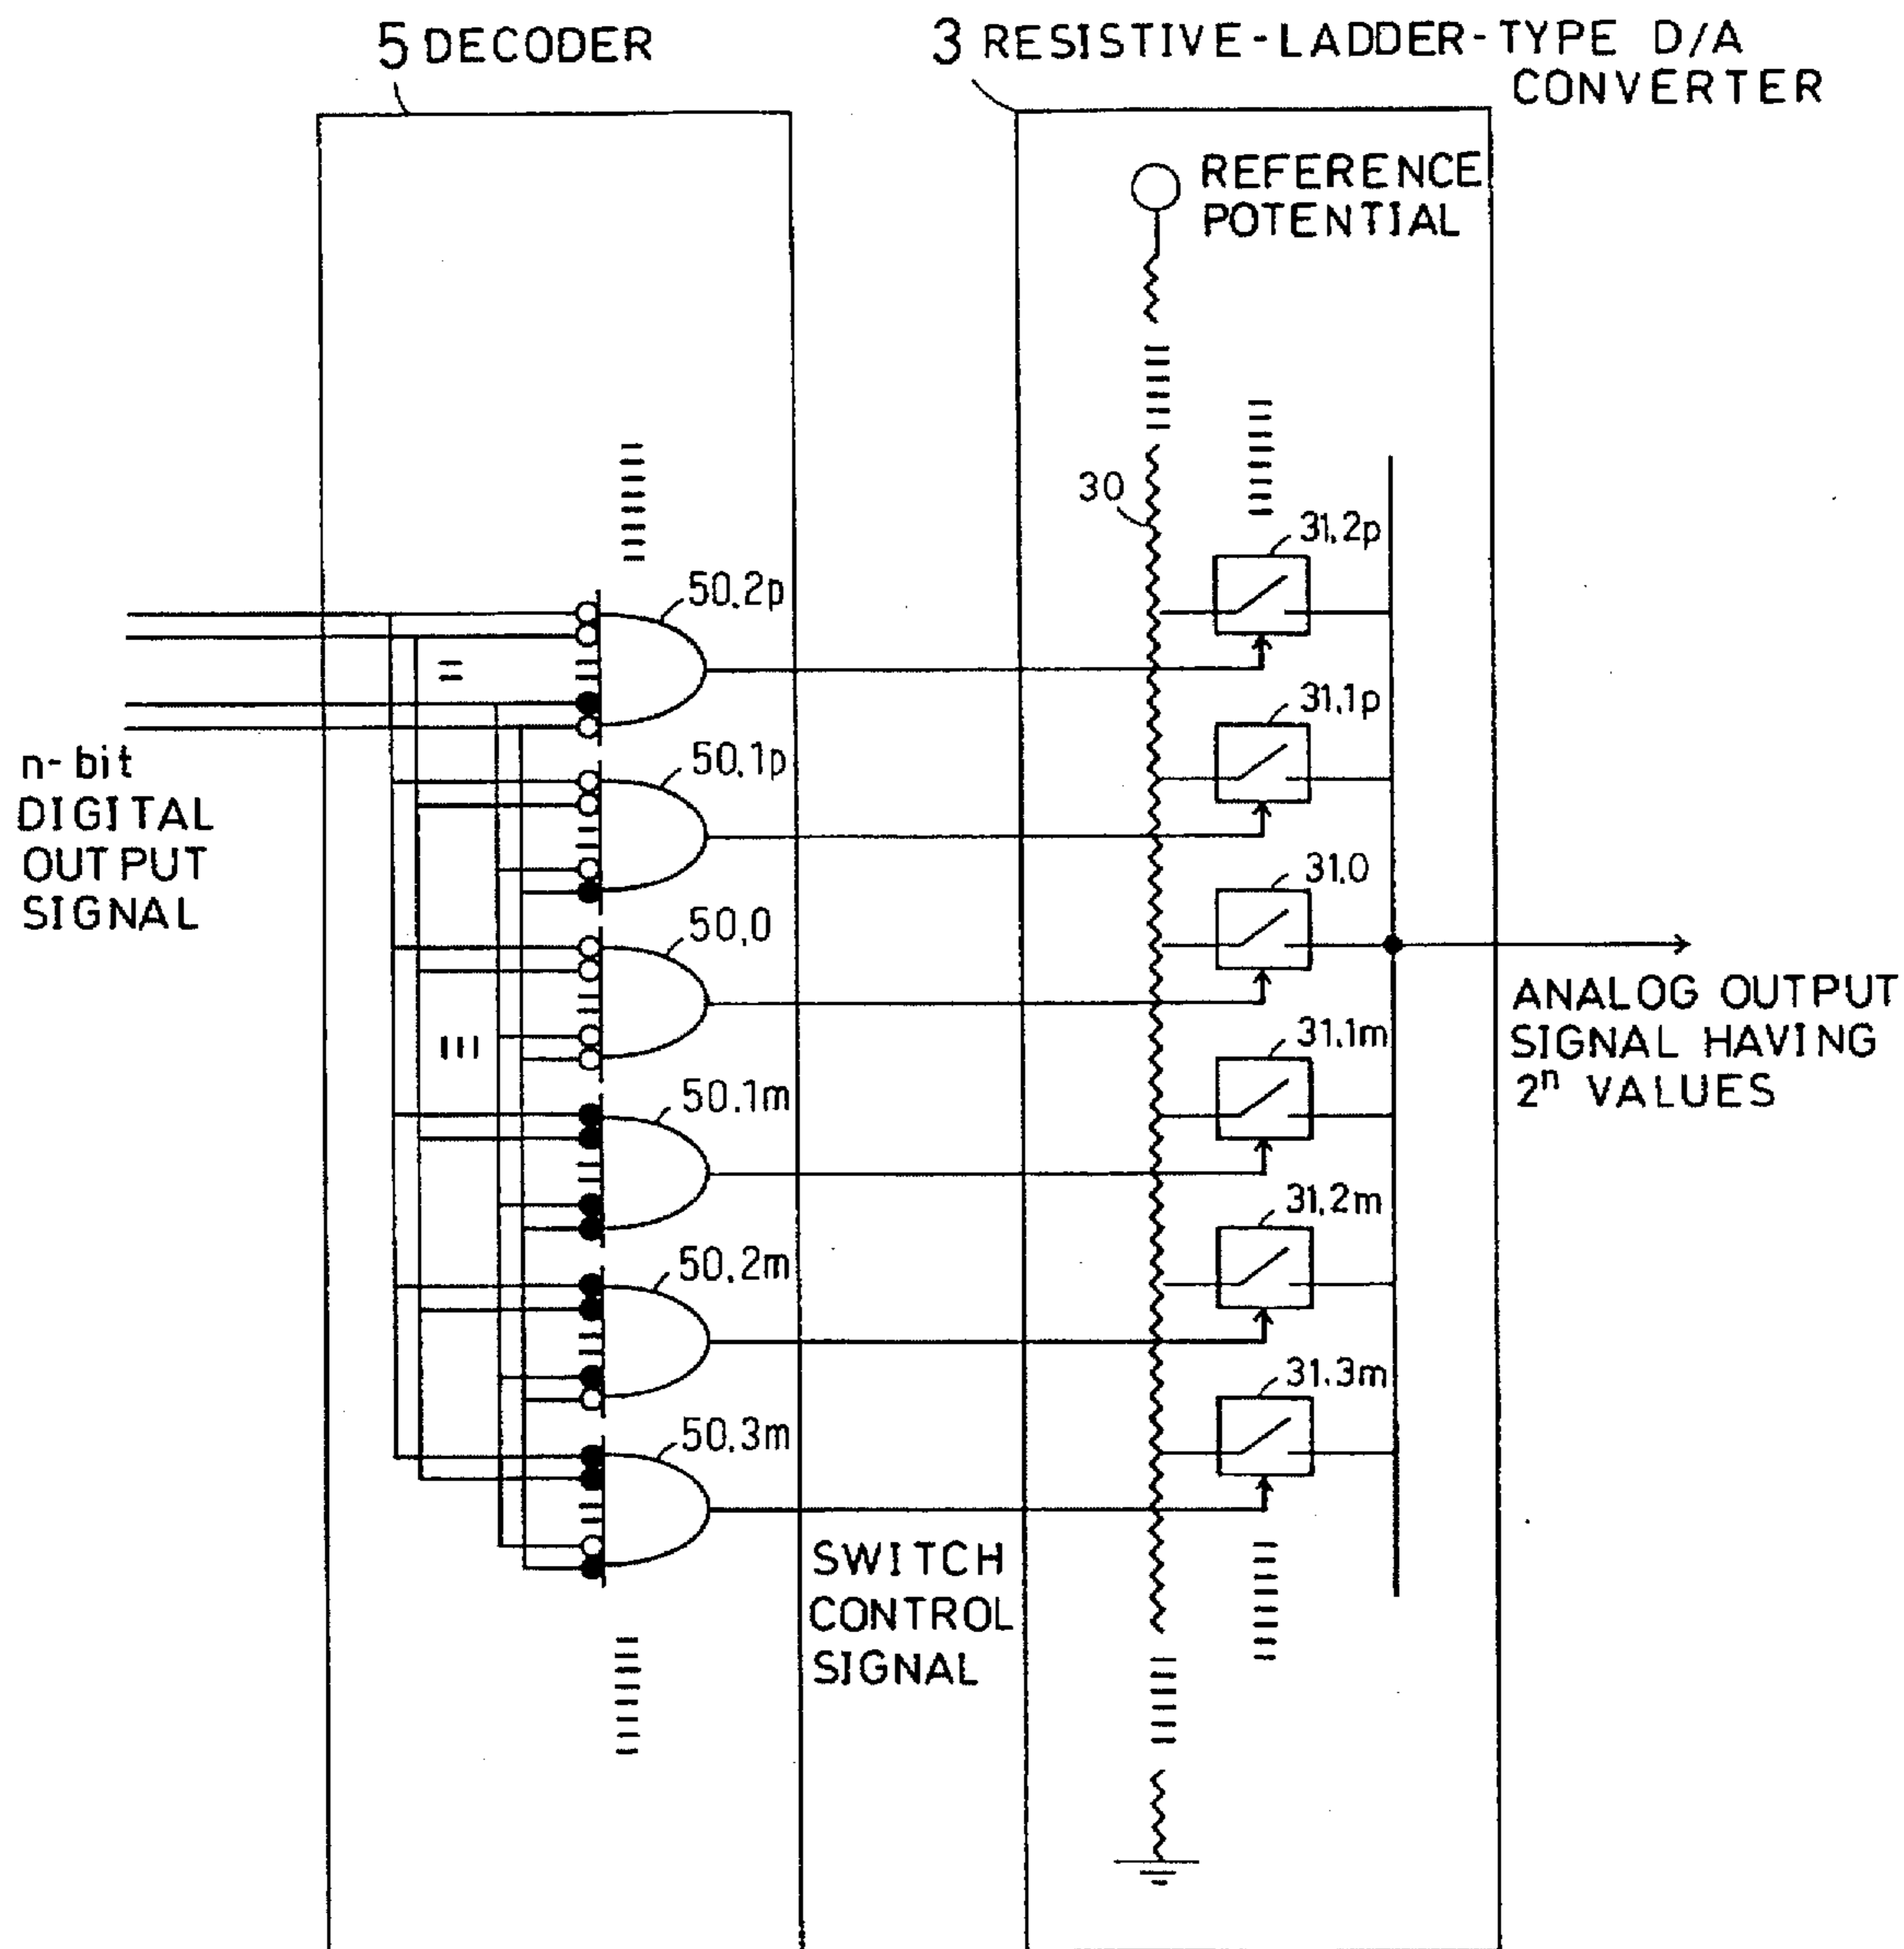 5 DECODER
3 RESISTIVE-LADDER-TYPE D/A
CONVERTER
REFERENCE
POTENTIAL
30
31.2p
50.2p
31.1p
50.1p
n-bit
DIGITAL
OUTPUT
SIGNAL
31.0
50.0
ANALOG OUTPUT
SIGNAL HAVING
2ⁿ VALUES
31.1m
50.1m
31.2m
50.2m
31.3m
50.3m
SWITCH
CONTROL
SIGNAL